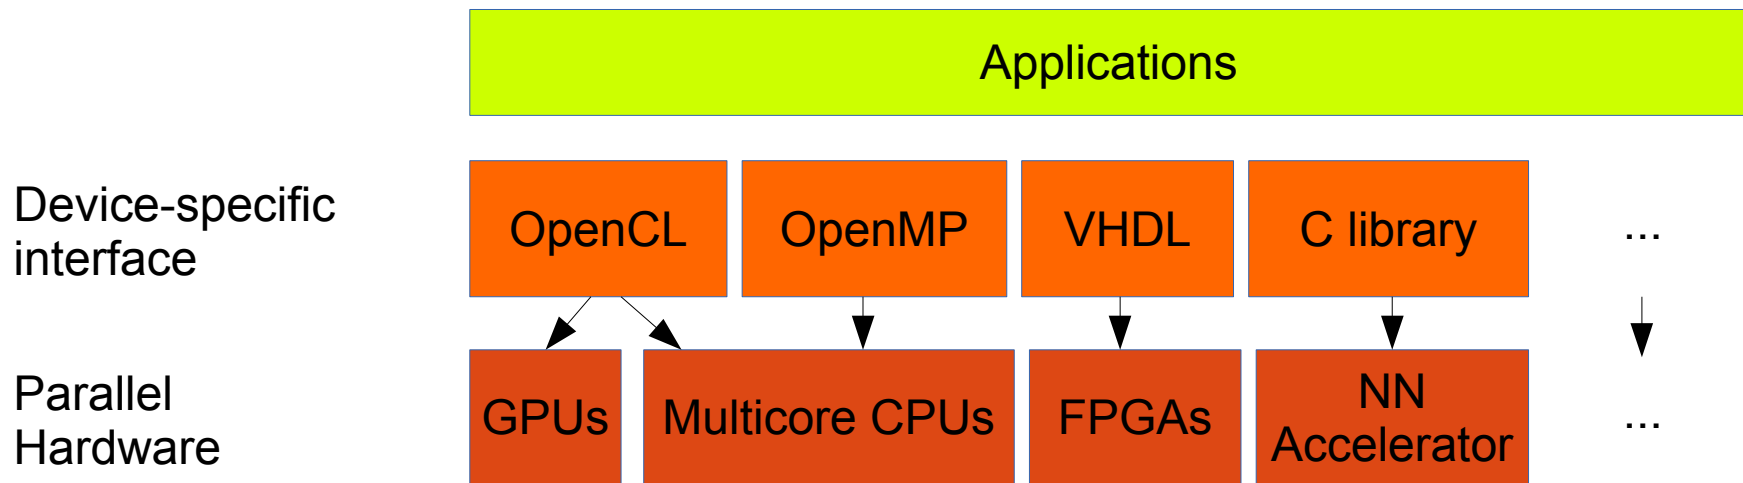 Applications
Device-specific
interface
OpenCL
OpenMP
VHDL
C library
...
Parallel
Hardware
GPUs
Multicore CPUs
FPGAs
NN
Accelerator
...